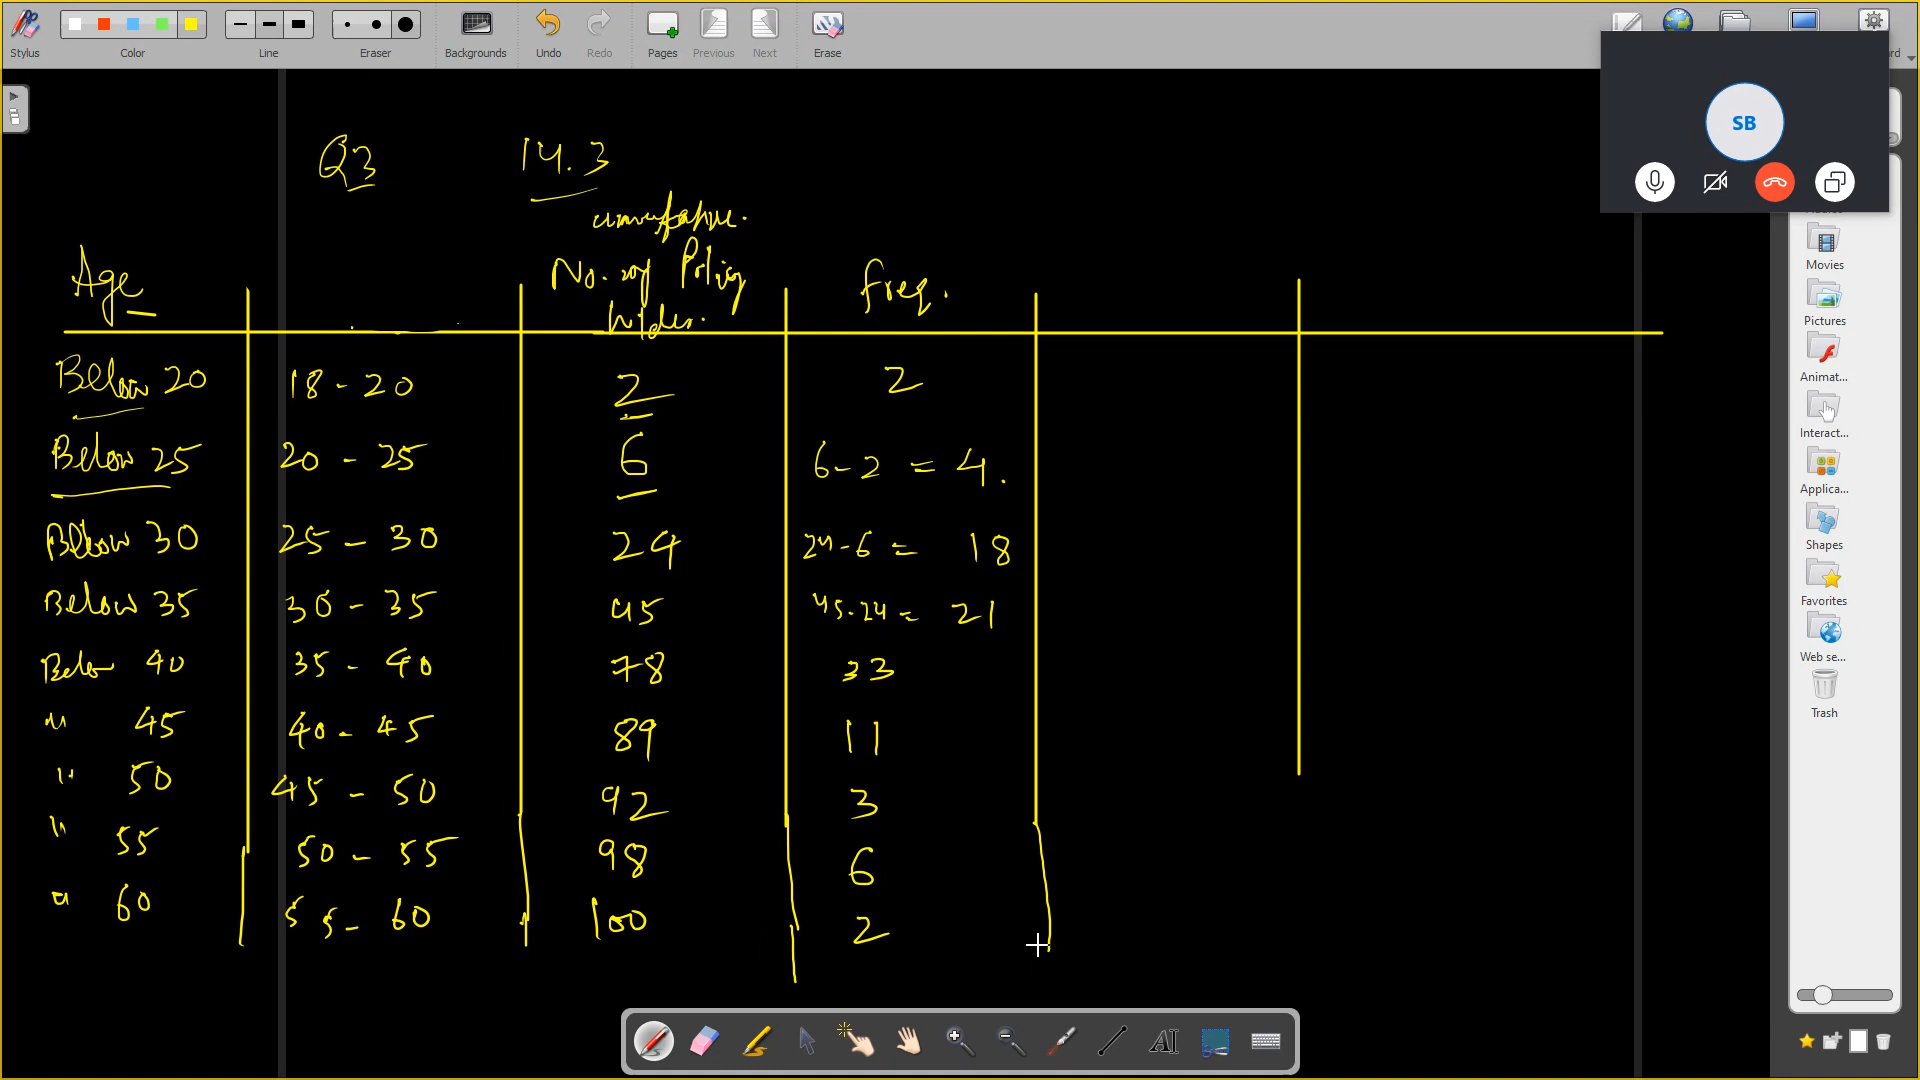 Stylus Color Line Eraser Backgrounds Undo Redo Pages Previous Next Erase
SB
Q3 14.3
No. of Policy
Age freq.
Below 20 18 - 20 2 2
Below 25 20 - 25 6 6 - 2 = 4.
Below 30 25 - 30 24 24 - 6 = 18
Below 35 30 - 35 45 45 - 24 = 21
Below 40 35 - 40 78 33
" 45 40 - 45 89 11
" 50 45 - 50 92 3
" 55 50 - 55 98 6
" 60 55 - 60 100 2
Movies
Pictures
Animat...
Interact...
Applica...
Shapes
Favorites
Web se...
Trash